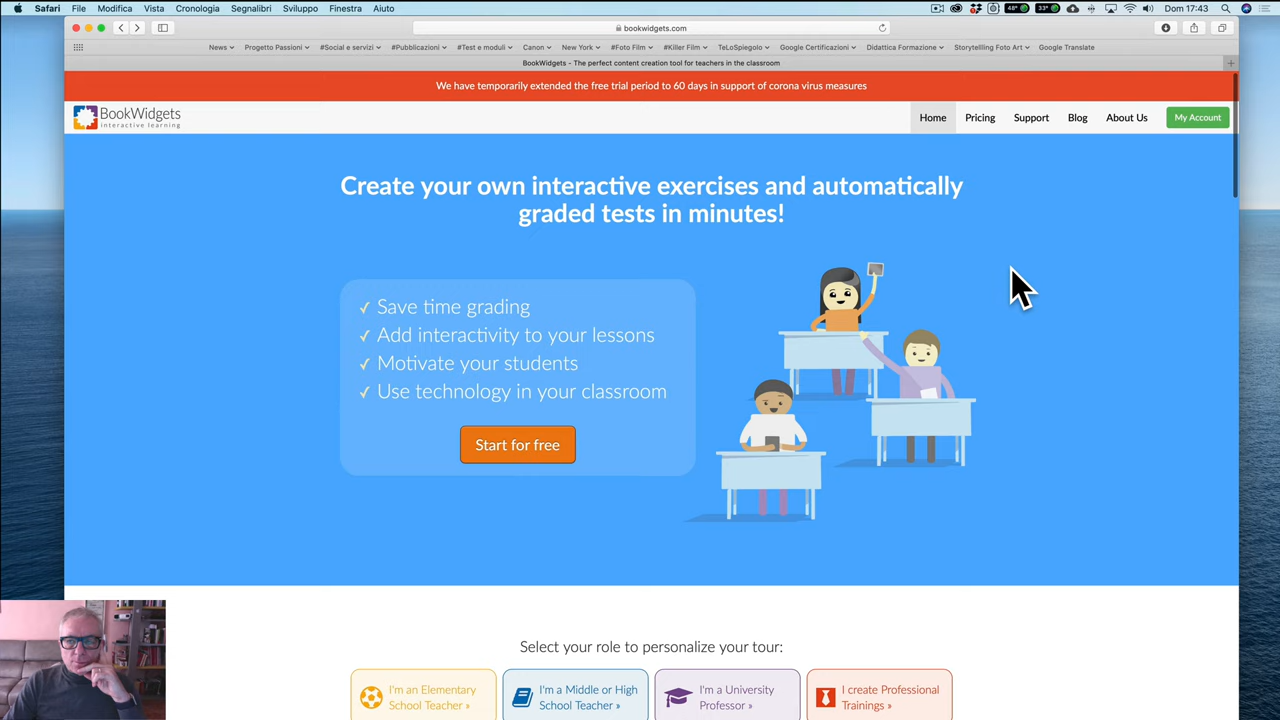 Safari File Modifica Vista Cronologia Segnalibri Sviluppo Finestra Aiuto 48° 33° Dom 17:43
bookwidgets.com
News Progetto Passioni #Social e servizi #Pubblicazioni #Test e moduli Canon New York #Foto Film #Killer Film TeLoSpiegolo Google Certificazioni Didattica Formazione Storytelling Foto Art Google Translate
BookWidgets - The perfect content creation tool for teachers in the classroom
We have temporarily extended the free trial period to 60 days in support of corona virus measures
BookWidgets
interactive learning
Home Pricing Support Blog About Us My Account
Create your own interactive exercises and automatically
graded tests in minutes!
✓ Save time grading
✓ Add interactivity to your lessons
✓ Motivate your students
✓ Use technology in your classroom
Start for free
Select your role to personalize your tour:
I'm an Elementary
School Teacher »
I'm a Middle or High
School Teacher »
I'm a University
Professor »
I create Professional
Trainings »